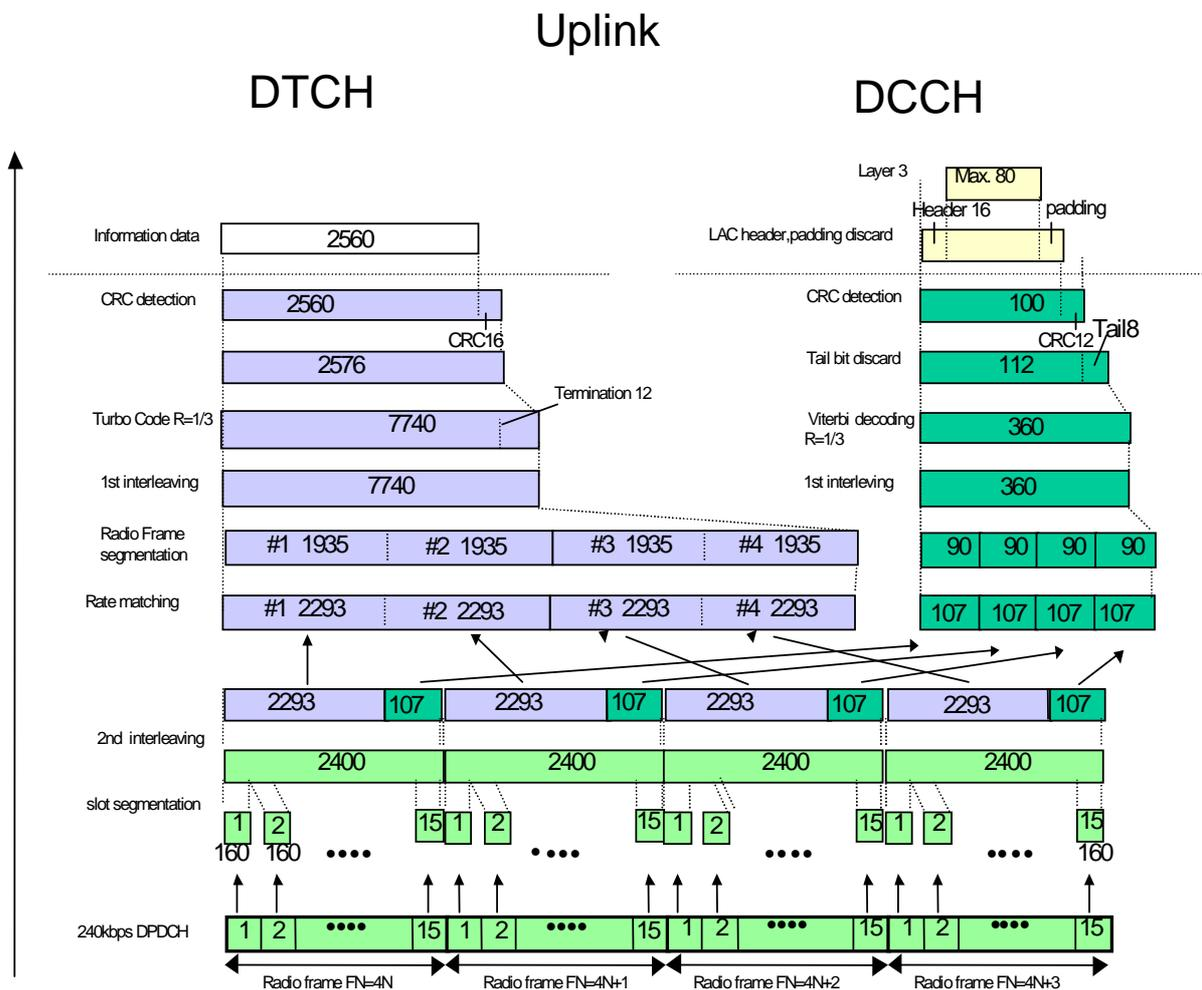 Uplink
DTCH
DCCH
Layer 3
Max. 80
Header 16
padding
Information data
2560
LAC header,padding discard
CRC detection
2560
CRC16
CRC detection
100
CRC12
Tail8
2576
Tail bit discard
112
Termination 12
Turbo Code R=1/3
7740
Viterbi decoding
R=1/3
360
1st interleaving
7740
1st interleving
360
Radio Frame
segmentation
#1 1935
#2 1935
#3 1935
#4 1935
90
90
90
90
Rate matching
#1 2293
#2 2293
#3 2293
#4 2293
107
107
107
107
2293
107
2293
107
2293
107
2293
107
2nd interleaving
2400
2400
2400
2400
slot segmentation
1
2
15
1
2
15
1
2
15
1
2
15
160
160
160
240kbps DPDCH
1
2
15
1
2
15
1
2
15
1
2
15
Radio frame FN=4N
Radio frame FN=4N+1
Radio frame FN=4N+2
Radio frame FN=4N+3